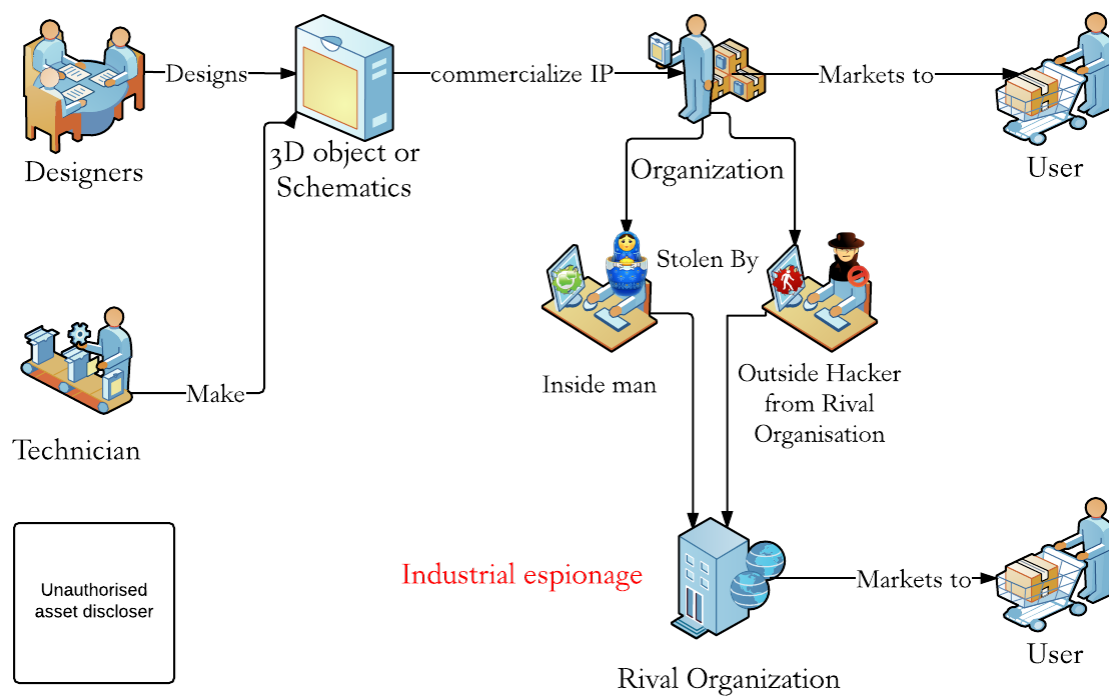 Designs
commercialize IP
Markets to
Designers
3D object or
Schematics
Organization
User
Stolen By
Inside man
Outside Hacker
from Rival
Organisation
Make
Technician
Unauthorised
asset discloser
Industrial espionage
Markets to
Rival Organization
User